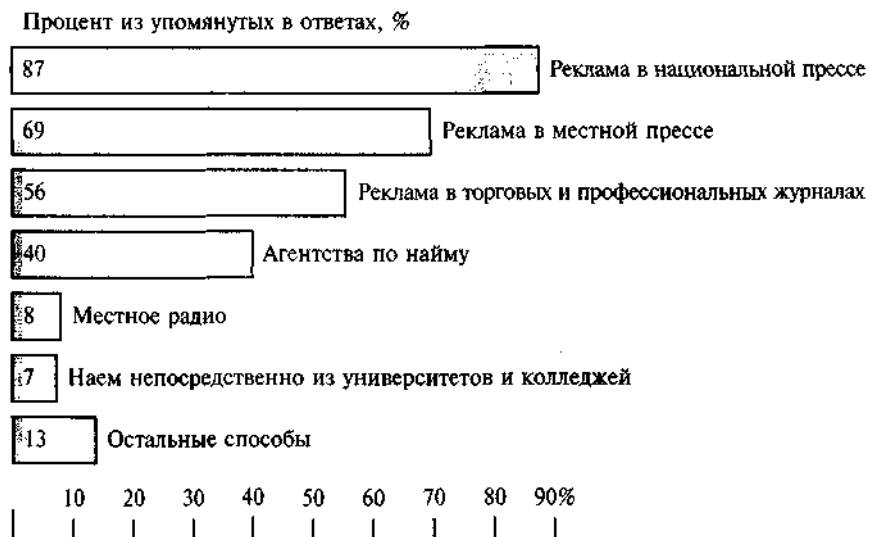 Процент из упомянутых в ответах, %
87 Реклама в национальной прессе
69 Реклама в местной прессе
56 Реклама в торговых и профессиональных журналах
40 Агентства по найму
8 Местное радио
7 Наем непосредственно из университетов и колледжей
13 Остальные способы
10 20 30 40 50 60 70 80 90%